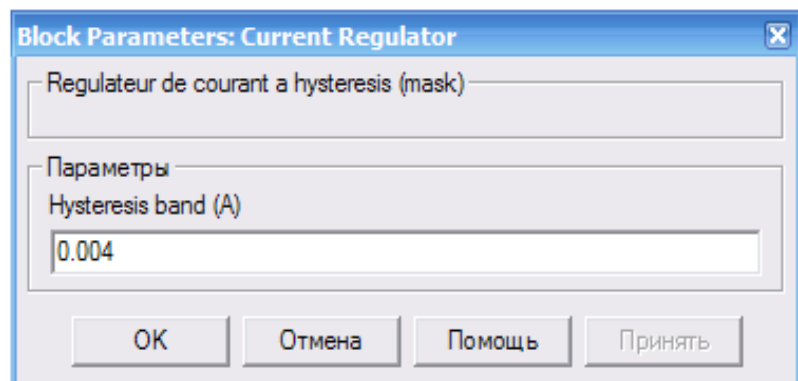 Block Parameters: Current Regulator
Regulateur de courant a hysteresis (mask)
Параметры
Hysteresis band (A)
0.004
OK Отмена Помощь Принять